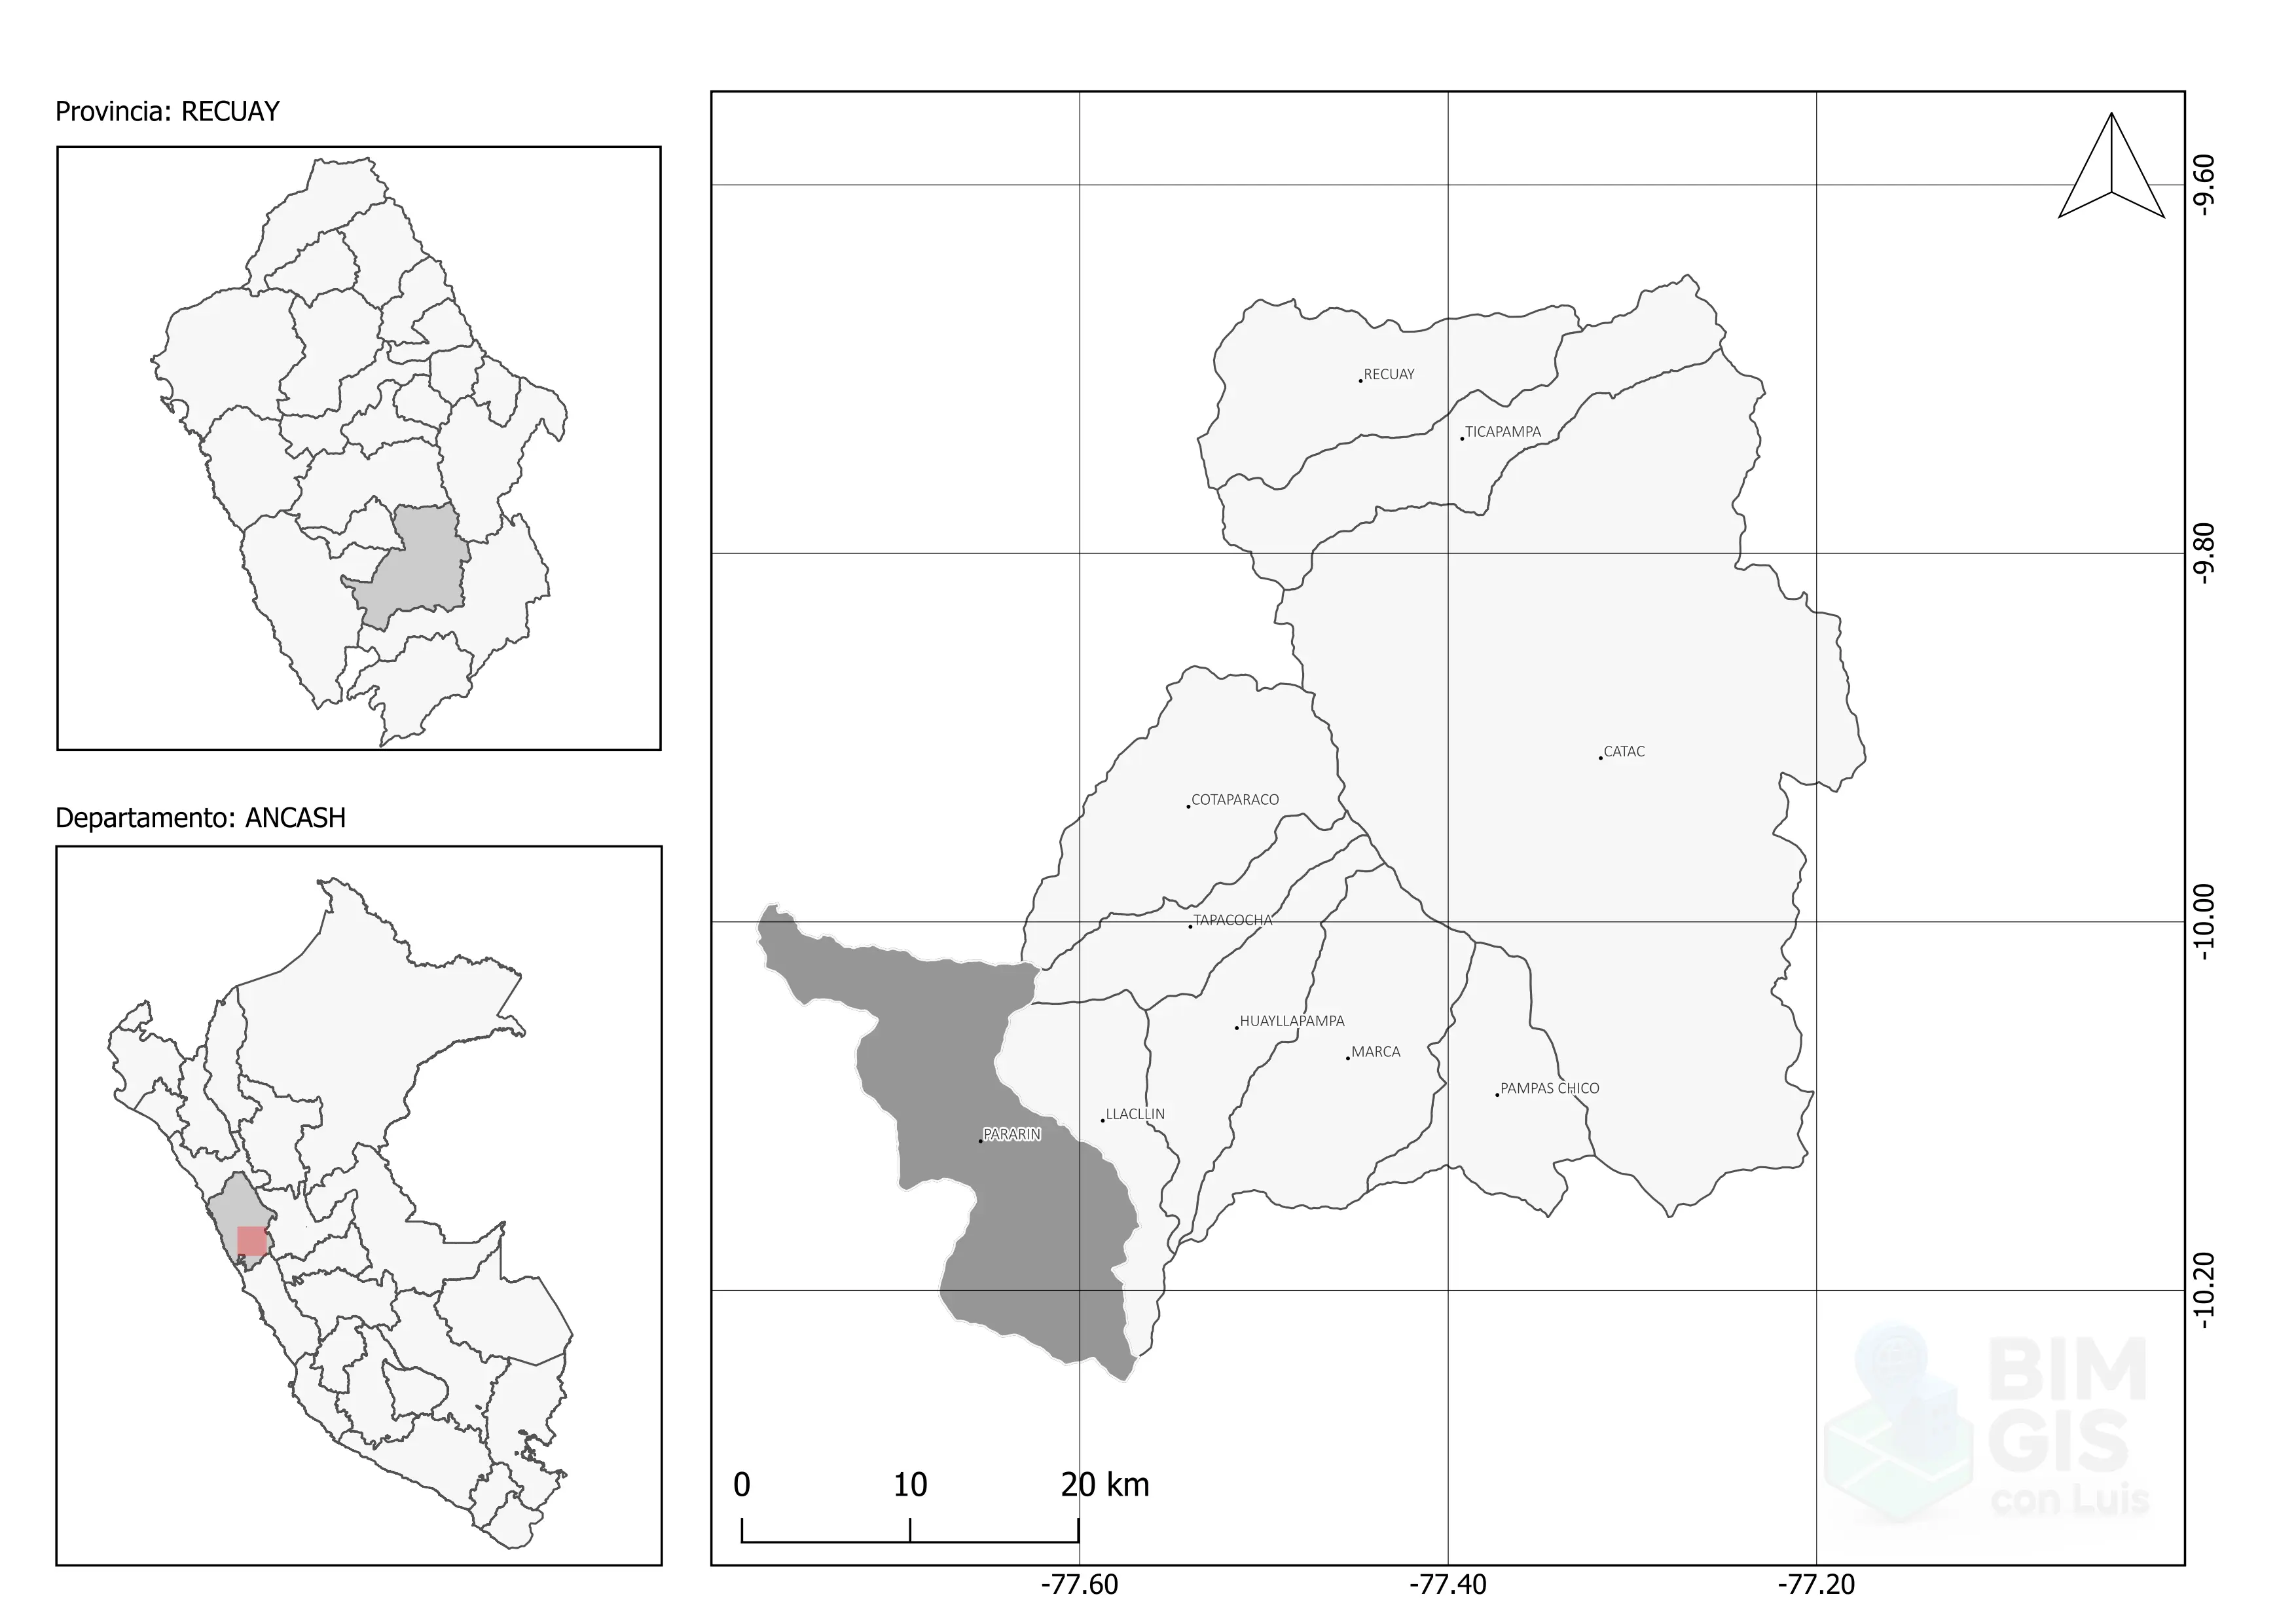 Provincia: RECUAY
Departamento: ANCASH
RECUAY
TICAPAMPA
CATAC
COTAPARACO
TAPACOCHA
HUAYLLAPAMPA
MARCA
PAMPAS CHICO
LLACLLIN
PARARIN
-9.60
-9.80
-10.00
-10.20
0 10 20 km
-77.60 -77.40 -77.20
BIM
GIS
con Luis